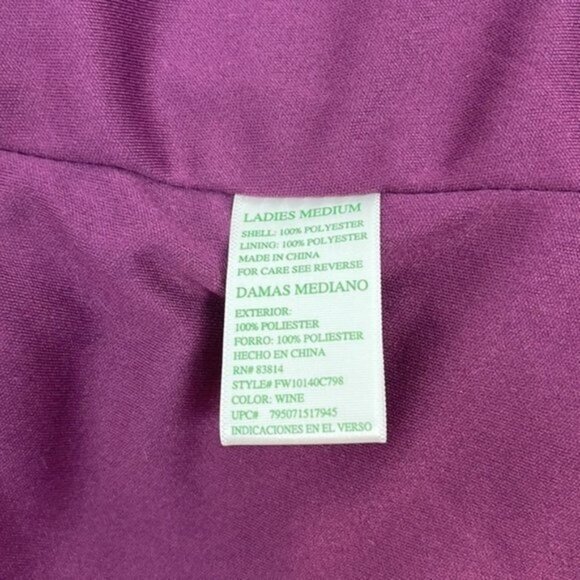 LADIES MEDIUM
SHELL: 100% POLYESTER
LINING: 100% POLYESTER
MADE IN CHINA
FOR CARE SEE REVERSE
DAMAS MEDIANO
EXTERIOR:
100% POLIESTER
FORRO: 100% POLIESTER
HECHO EN CHINA
RN# 83814
STYLE# FW10140C798
COLOR: WINE
UPC# 795071517945
INDICACIONES EN EL VERSO